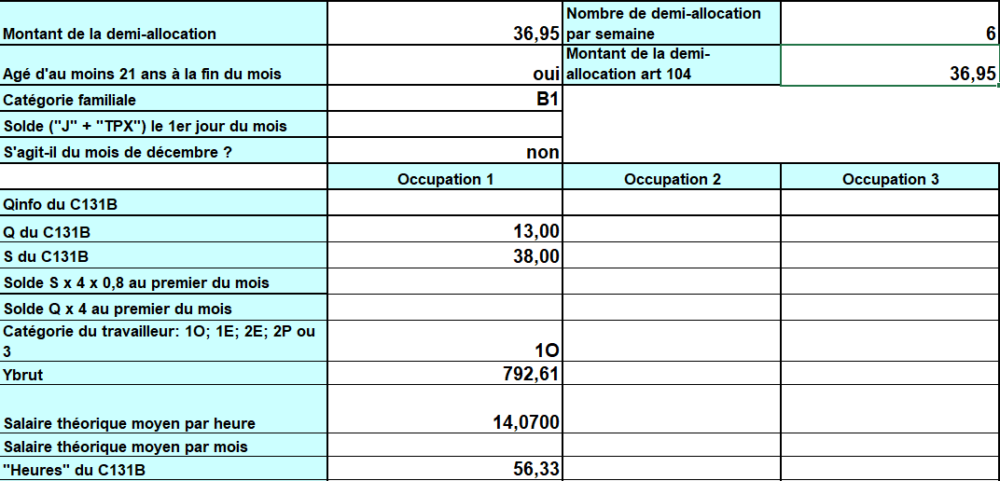 Montant de la demi-allocation 36,95 Nombre de demi-allocation
par semaine 6
Agé d'au moins 21 ans à la fin du mois oui Montant de la demi-
allocation art 104 36,95
Catégorie familiale B1
Solde ("J" + "TPX") le 1er jour du mois
S'agit-il du mois de décembre ? non
Occupation 1 Occupation 2 Occupation 3
Qinfo du C131B
Q du C131B 13,00
S du C131B 38,00
Solde S x 4 x 0,8 au premier du mois
Solde Q x 4 au premier du mois
Catégorie du travailleur: 1O; 1E; 2E; 2P ou
3 1O
Ybrut 792,61
Salaire théorique moyen par heure 14,0700
Salaire théorique moyen par mois
"Heures" du C131B 56,33